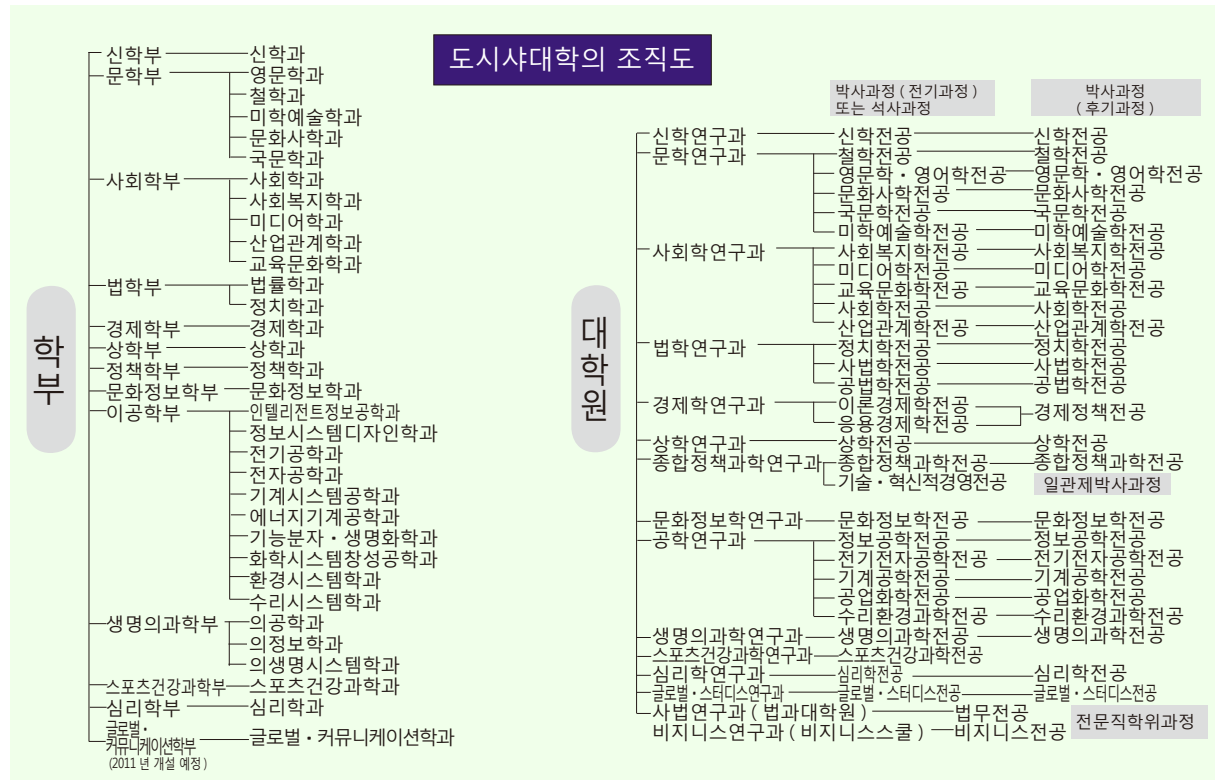 도시샤대학의 조직도
학부
신학부 신학과
문학부 영문학과
철학과
미학예술학과
문화사학과
국문학과
사회학부 사회학과
사회복지학과
미디어학과
산업관계학과
교육문화학과
법학부 법률학과
정치학과
경제학부 경제학과
상학부 상학과
정책학부 정책학과
문화정보학부 문화정보학과
이공학부 인텔리전트정보공학과
정보시스템디자인학과
전기공학과
전자공학과
기계시스템공학과
에너지기계공학과
기능분자・생명화학과
화학시스템창성공학과
환경시스템학과
수리시스템학과
생명의과학부 의공학과
의정보학과
의생명시스템학과
스포츠건강과학부 스포츠건강과학학과
심리학부 심리학과
글로벌・
커뮤니케이션학부 글로벌・커뮤니케이션학과
(2011 년 개설 예정)
대학원
박사과정 ( 전기과정 ) 박사과정
또는 석사과정 ( 후기과정 )
신학연구과 신학전공 신학전공
문학연구과 철학전공 철학전공
영문학・영어학전공 영문학・영어학전공
문화사학전공 문화사학전공
국문학전공 국문학전공
미학예술학전공 미학예술학전공
사회학연구과 사회복지학전공 사회복지학전공
미디어학전공 미디어학전공
교육문화학전공 교육문화학전공
사회학전공 사회학전공
산업관계학전공 산업관계학전공
법학연구과 정치학전공 정치학전공
사법학전공 사법학전공
공법학전공 공법학전공
경제학연구과 이론경제학전공 경제정책전공
응용경제학전공
상학연구과 상학전공 상학전공
종합정책과학연구과 종합정책과학전공 종합정책과학전공
기술・혁신적경영전공 일관제박사과정
문화정보학연구과 문화정보학전공 문화정보학전공
공학연구과 정보공학전공 정보공학전공
전기전자공학전공 전기전자공학전공
기계공학전공 기계공학전공
공업화학전공 공업화학전공
수리환경과학전공 수리환경과학전공
생명의과학연구과 생명의과학전공 생명의과학전공
스포츠건강과학연구과 스포츠건강과학전공
심리학연구과 심리학전공 심리학전공
글로벌・스터디스연구과 글로벌・스터디스전공 글로벌・스터디스전공
사법연구과 ( 법과대학원 ) 법무전공 전문직학위과정
비지니스연구과 ( 비지니스스쿨 ) 비지니스전공